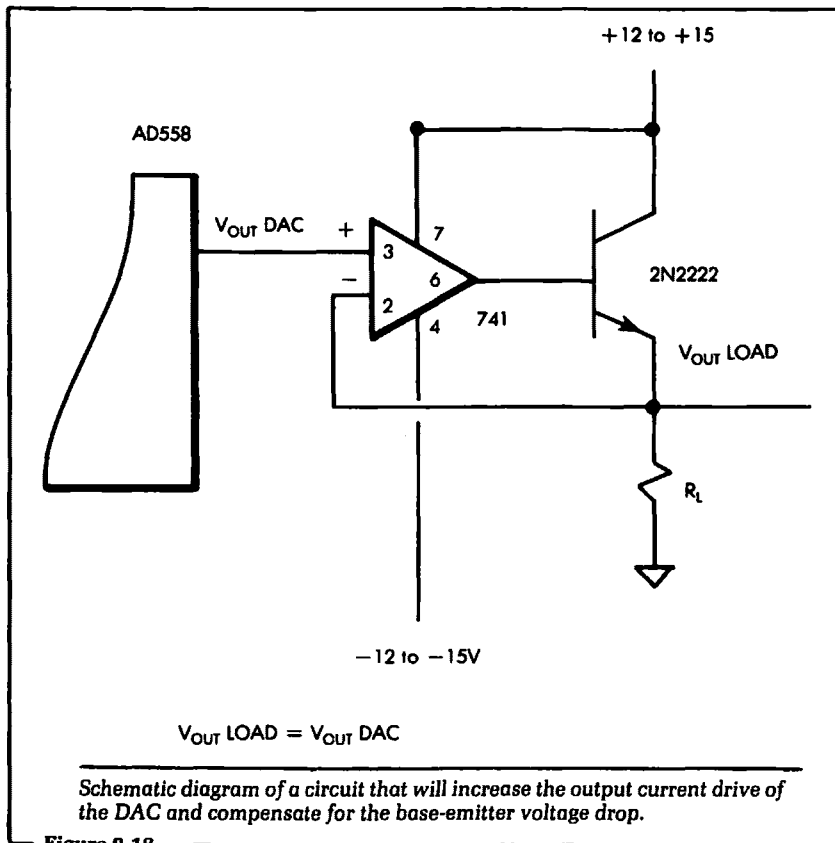 +12 to +15
AD558
V_OUT DAC
+
7
3
2N2222
−
6
2
4
741
V_OUT LOAD
R_L
−12 to −15V
V_OUT LOAD = V_OUT DAC
Schematic diagram of a circuit that will increase the output current drive of
the DAC and compensate for the base-emitter voltage drop.